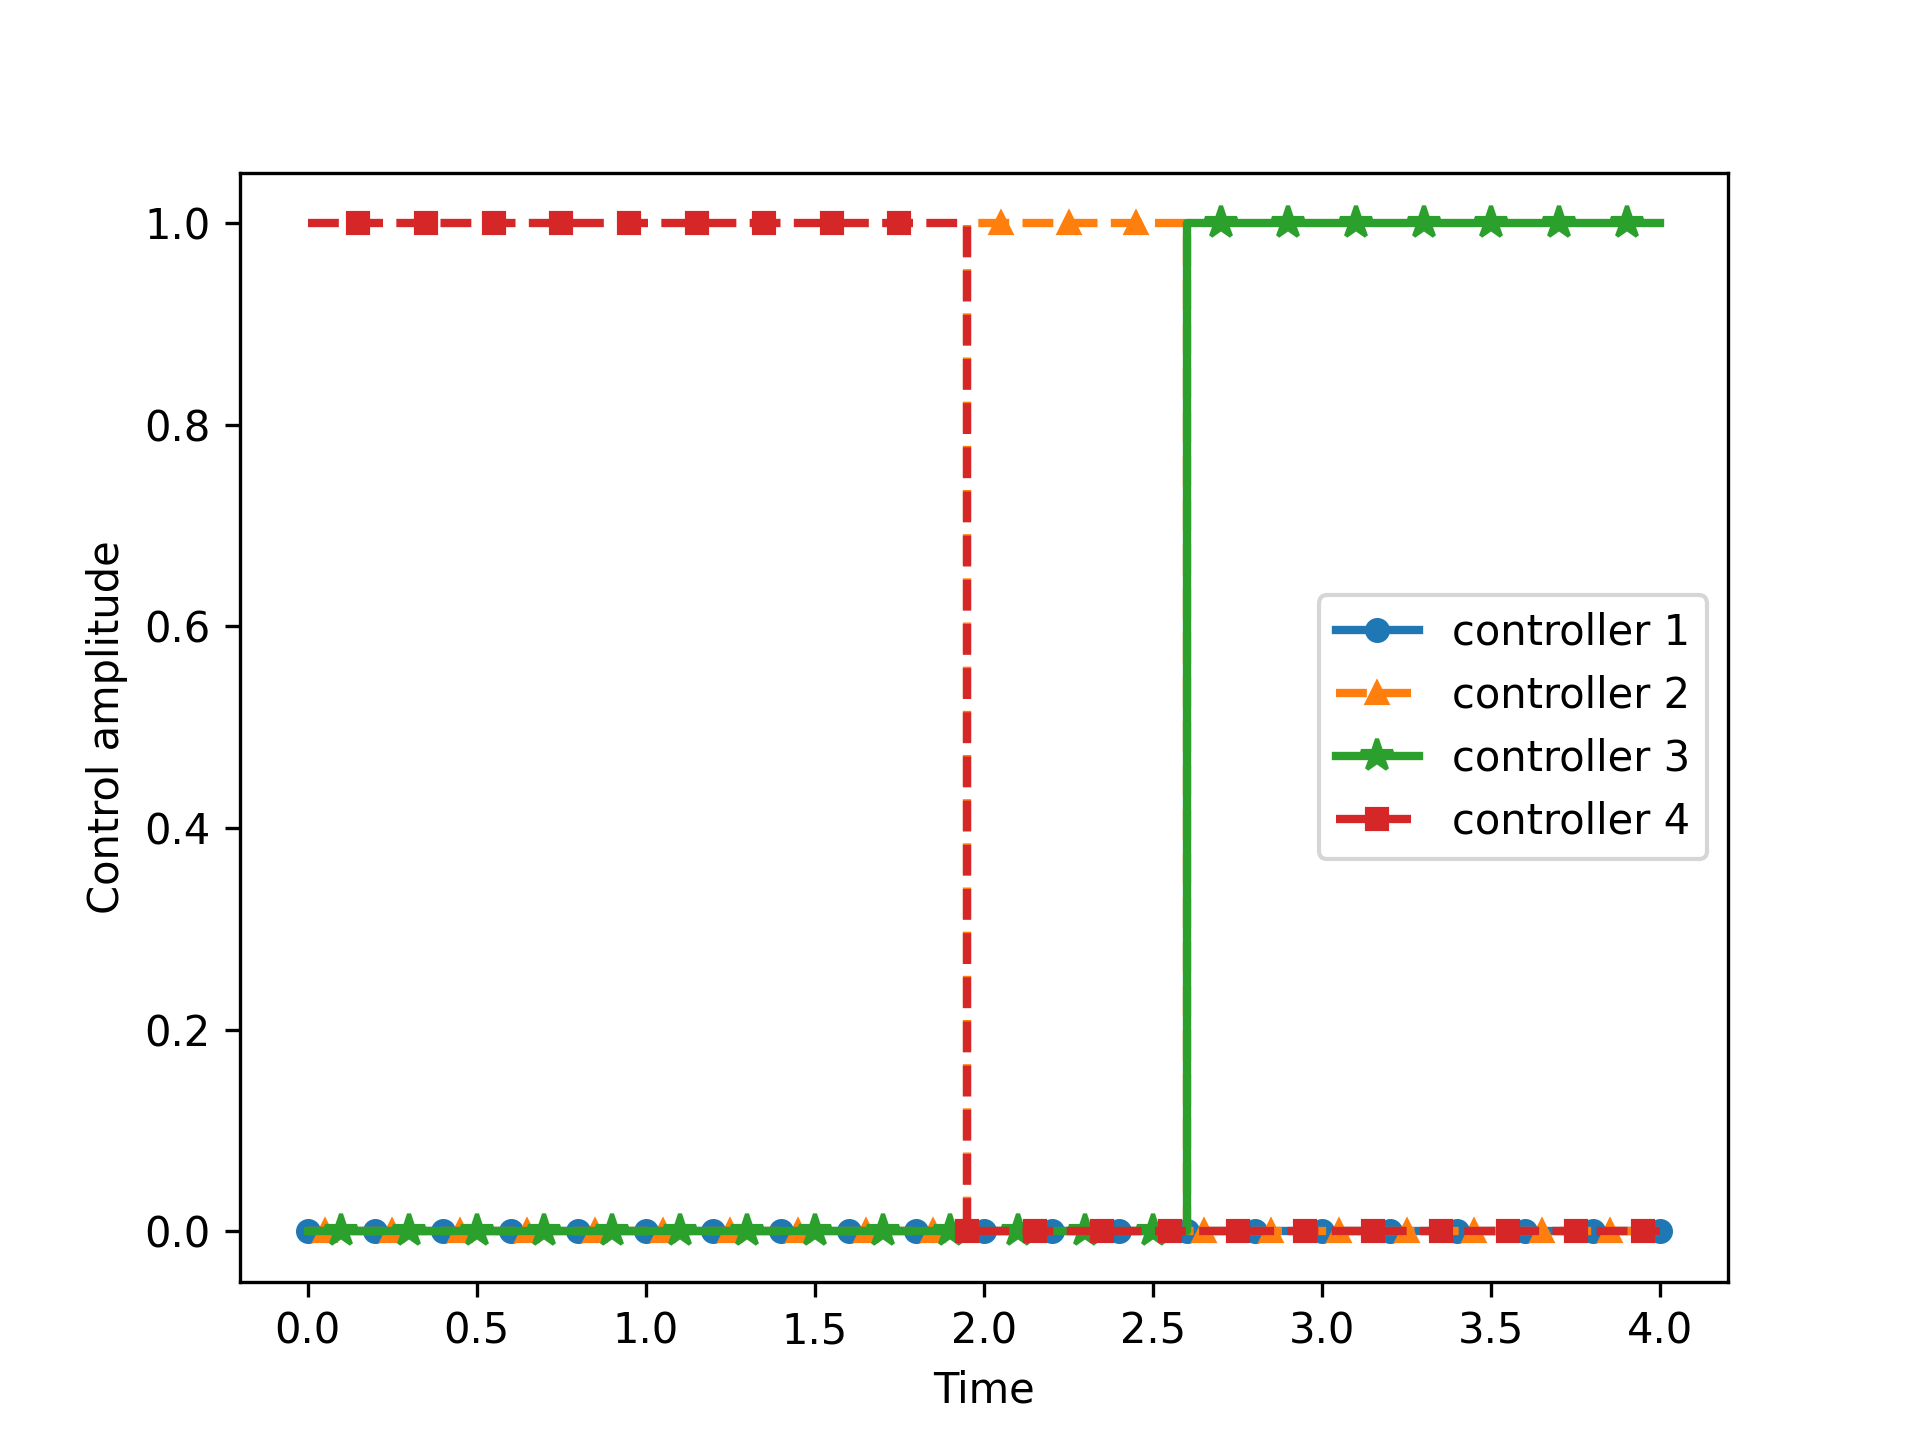 1.0
0.8
0.6
0.4
0.2
0.0
Control amplitude
controller 1
controller 2
controller 3
controller 4
0.0 0.5 1.0 1.5 2.0 2.5 3.0 3.5 4.0
Time